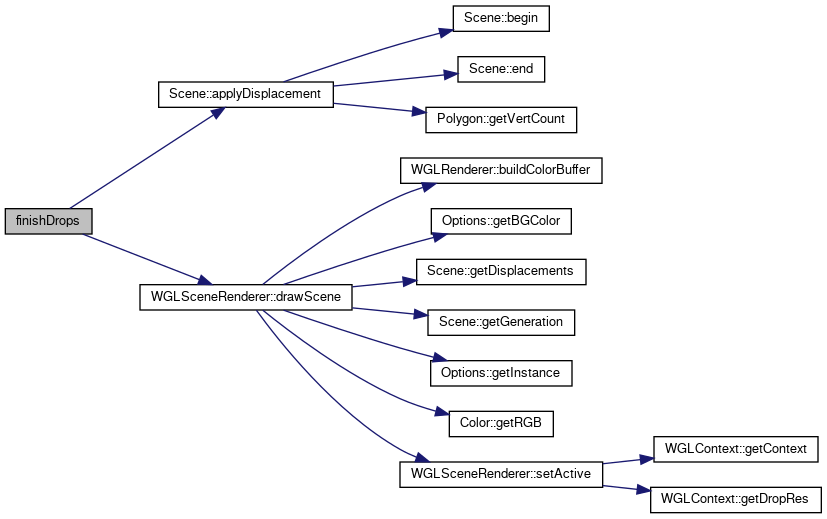 Scene::begin
Scene::end
Scene::applyDisplacement
Polygon::getVertCount
WGLRenderer::buildColorBuffer
finishDrops
Options::getBGColor
Scene::getDisplacements
WGLSceneRenderer::drawScene
Scene::getGeneration
Options::getInstance
Color::getRGB
WGLContext::getContext
WGLSceneRenderer::setActive
WGLContext::getDropRes